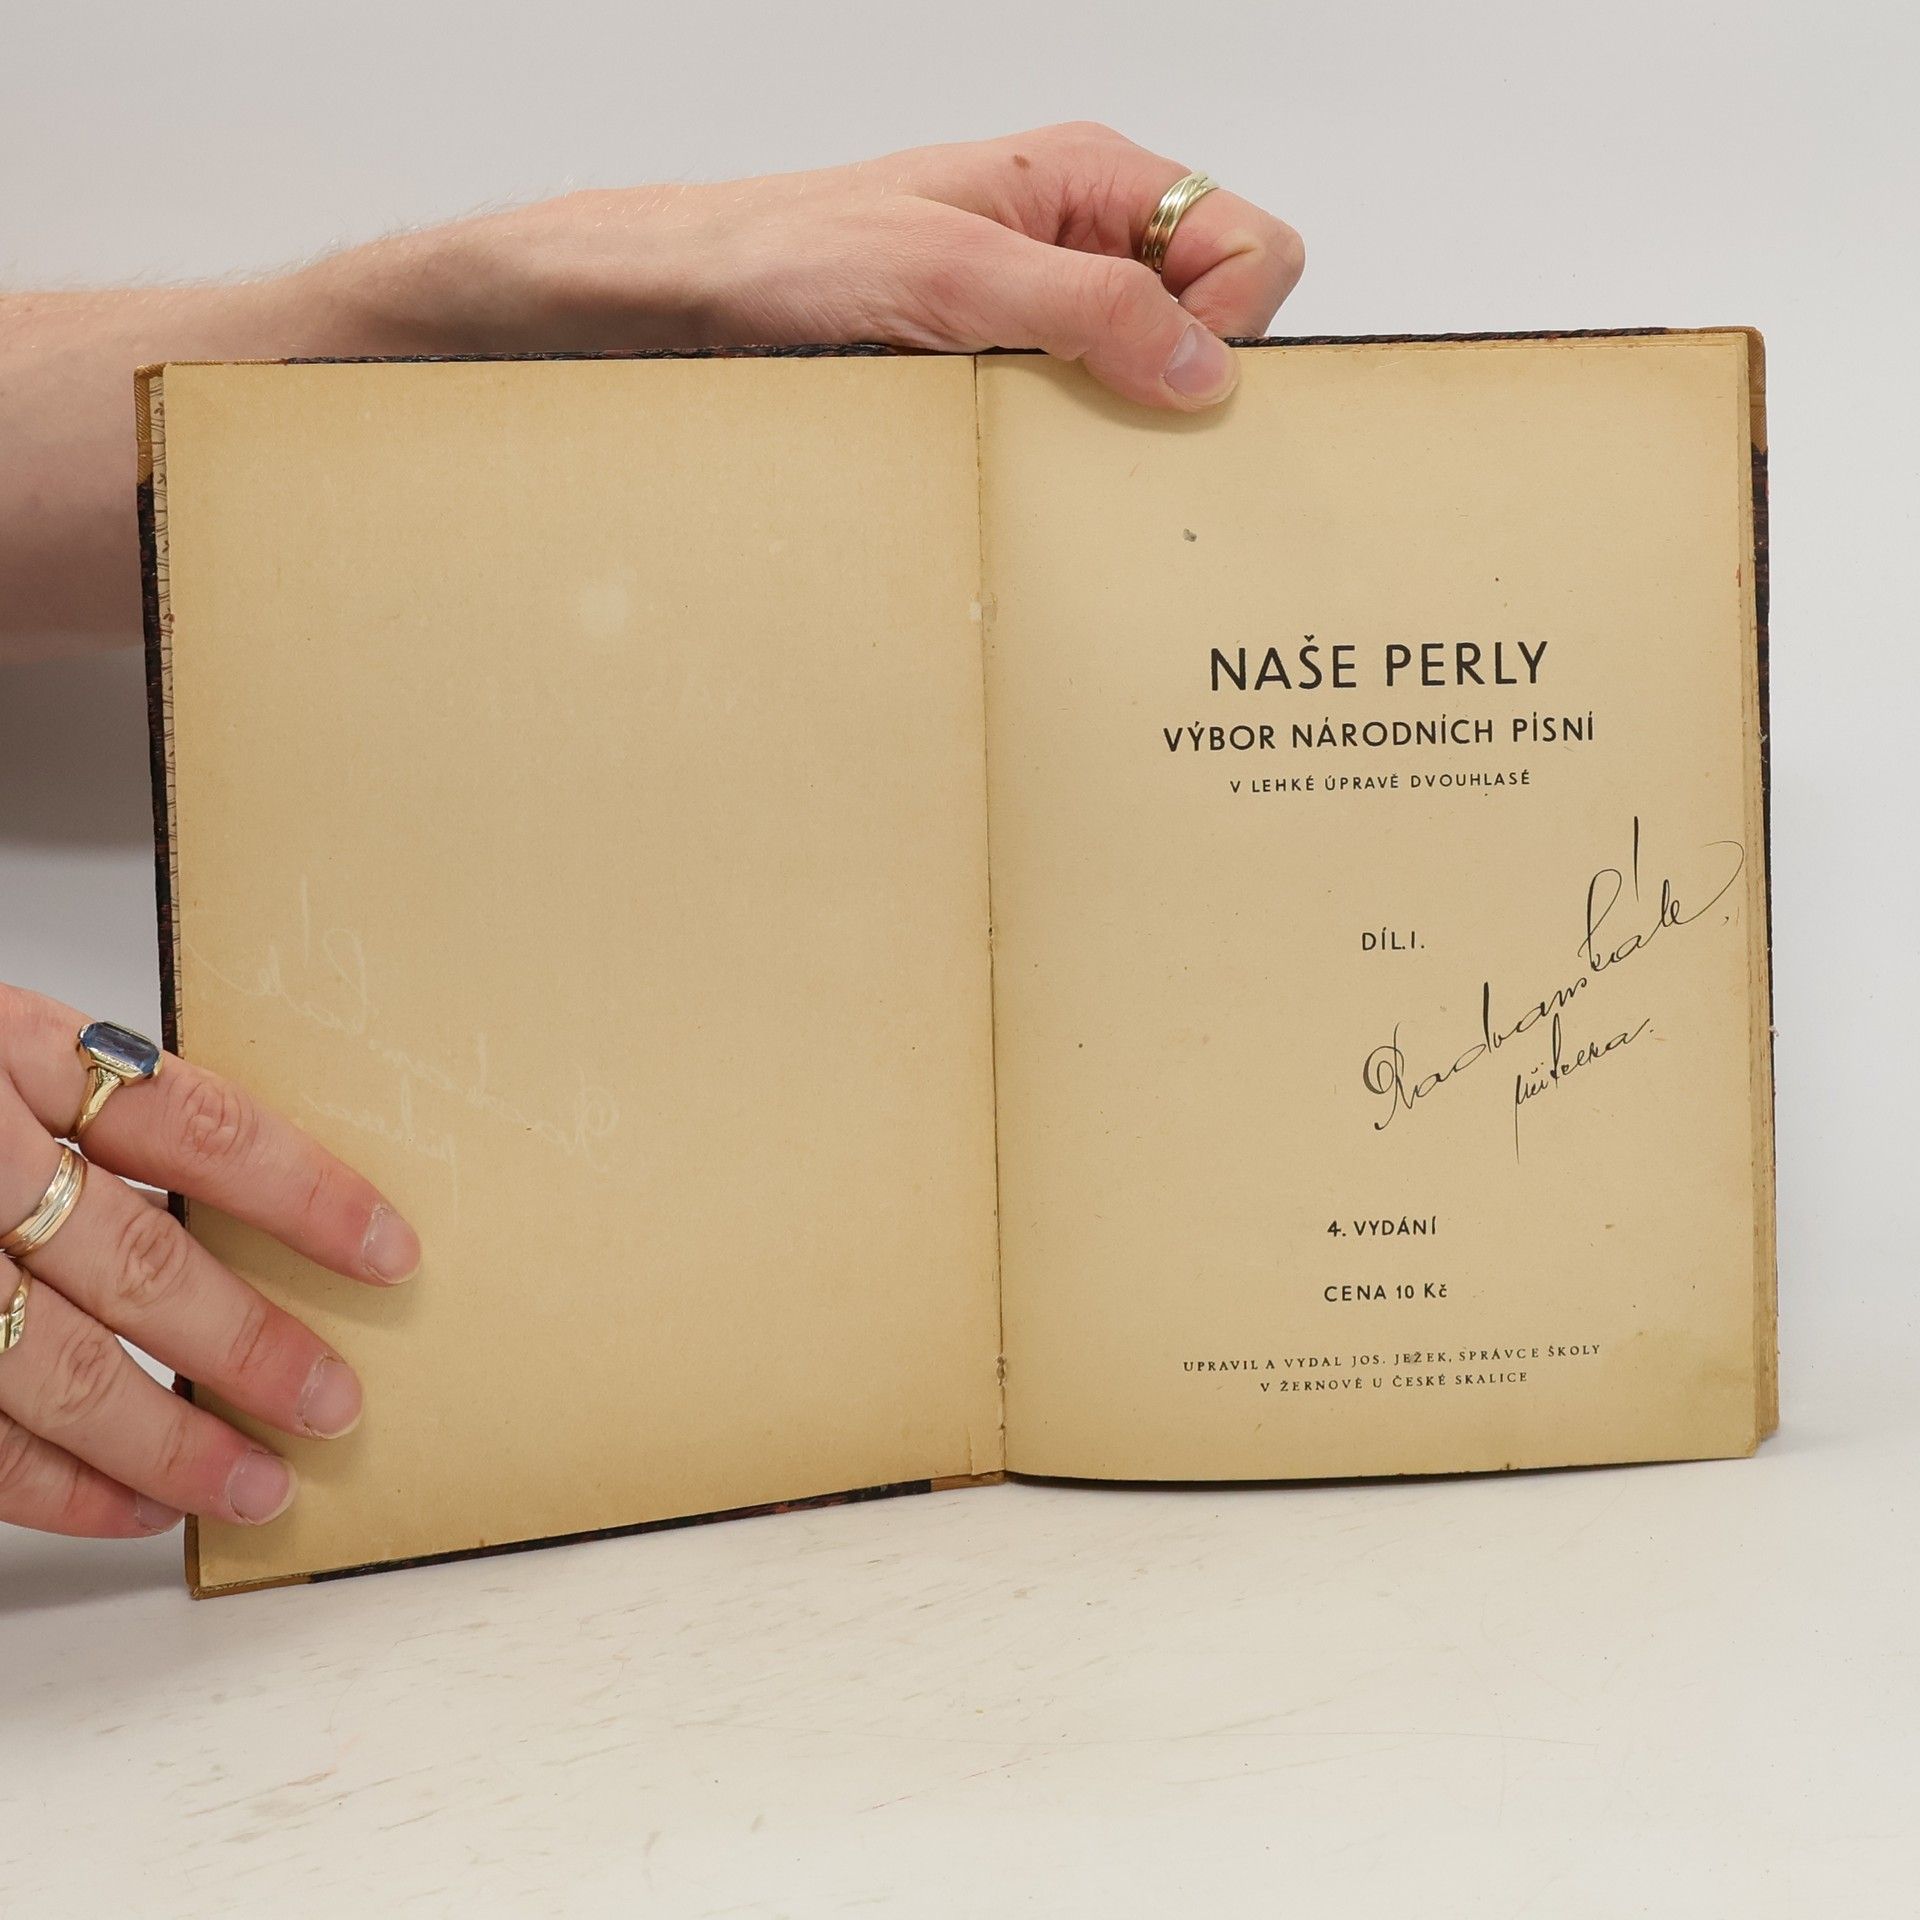 NAŠE PERLY
VÝBOR NÁRODNÍCH PÍSNÍ
V LEHKÉ ÚPRAVĚ DVOUHLASÉ
DÍL.I.
4. VYDÁNÍ
CENA 10 Kč
UPRAVIL A VYDAL JOS. JEŽEK, SPRÁVCE ŠKOLY
V ŽERNOVĚ U ČESKÉ SKALICE